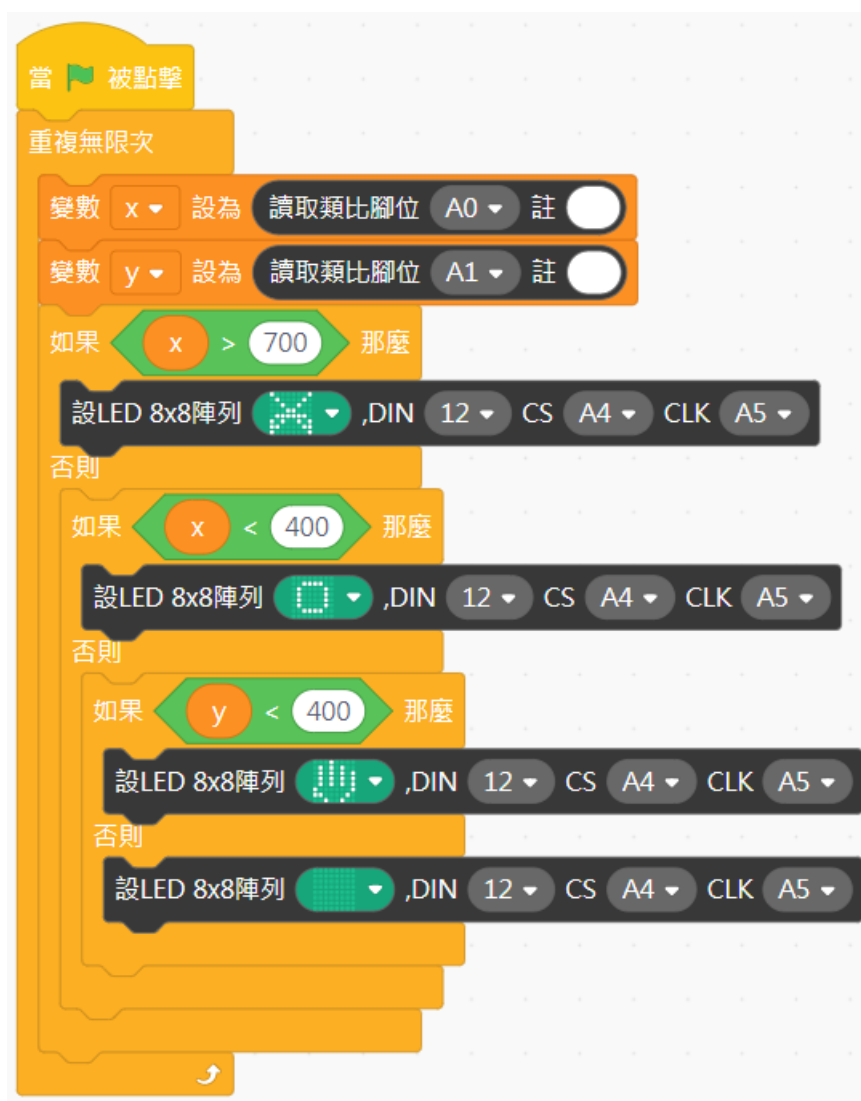 當 被點擊
重複無限次
變數 x 設為 讀取類比腳位 A0 註
變數 y 設為 讀取類比腳位 A1 註
如果 x > 700 那麼
設LED 8x8陣列 ,DIN 12 CS A4 CLK A5
否則
如果 x < 400 那麼
設LED 8x8陣列 ,DIN 12 CS A4 CLK A5
否則
如果 y < 400 那麼
設LED 8x8陣列 ,DIN 12 CS A4 CLK A5
否則
設LED 8x8陣列 ,DIN 12 CS A4 CLK A5